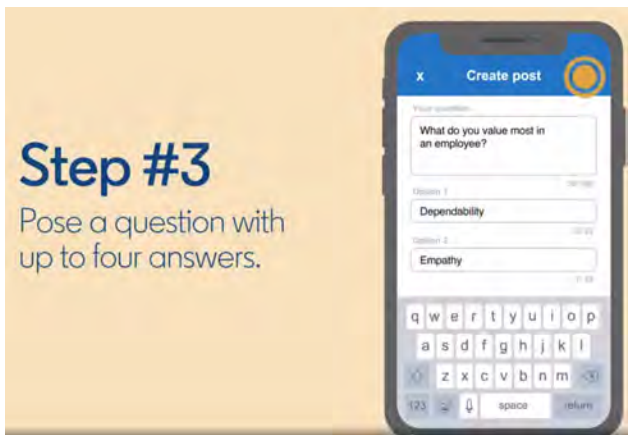 Step #3
Pose a question with
up to four answers.
x Create post
Your question
What do you value most in
an employee?
Option 1
Dependability
Option 2
Empathy
q w e r t y u i o p
a s d f g h j k l
z x c v b n m
123 space return